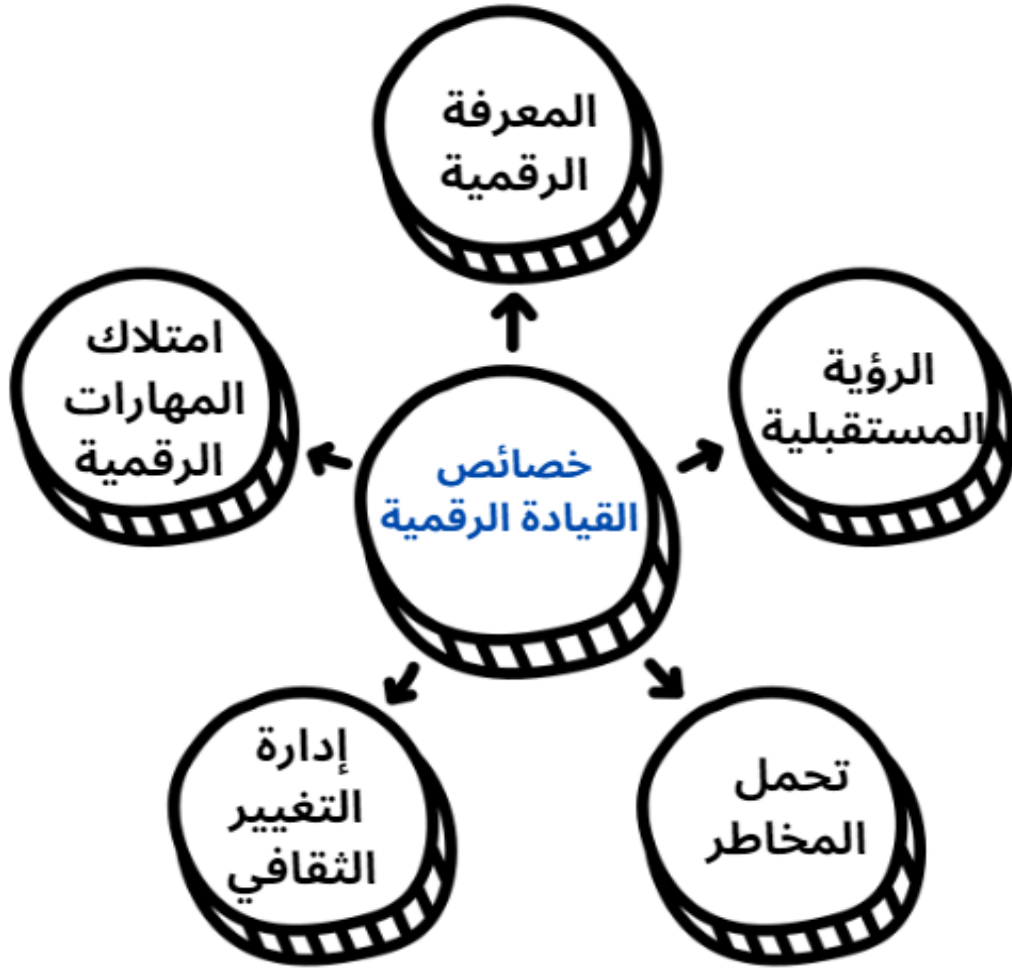 المعرفة
الرقمية
امتلاك
المهارات
الرقمية
الرؤية
المستقبلية
خصائص
القيادة الرقمية
إدارة
التغيير
الثقافي
تحمل
المخاطر